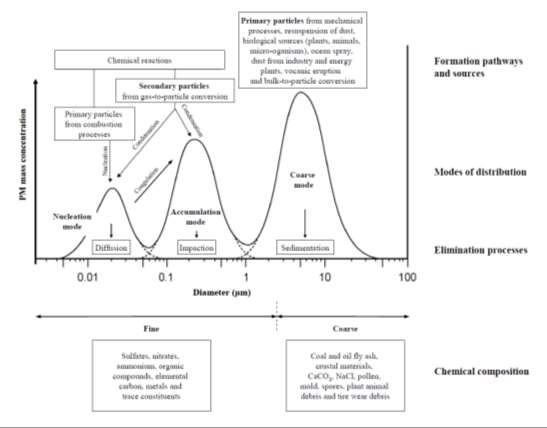 Primary particles from mechanical
processes, resuspension of dust,
biological sources (plants, animals,
micro-oganisms), ocean spray,
dust from industry and energy
plants, vocanic eruption
and bulk-to-particle conversion
Formation pathways
and sources
Chemical reactions
Secondary particles
from gas-to-particle conversion
Primary particles
from combustion
processes
Nucleation
Condensation
Condensation
Coagulation
PM mass concentration
Modes of distribution
Coarse
mode
Nucleation
mode
Accumulation
mode
Diffusion
Impaction
Sedimentation
Elimination processes
0.01
0.1
1
10
100
Diameter (µm)
Fine
Coarse
Sulfates, nitrates,
ammonium, organic
compounds, elemental
carbon, metals and
trace constituents
Coal and oil fly ash,
crustal materials,
CaCO₃, NaCl, pollen,
mold, spores, plant animal
debris and tire wear debris
Chemical composition